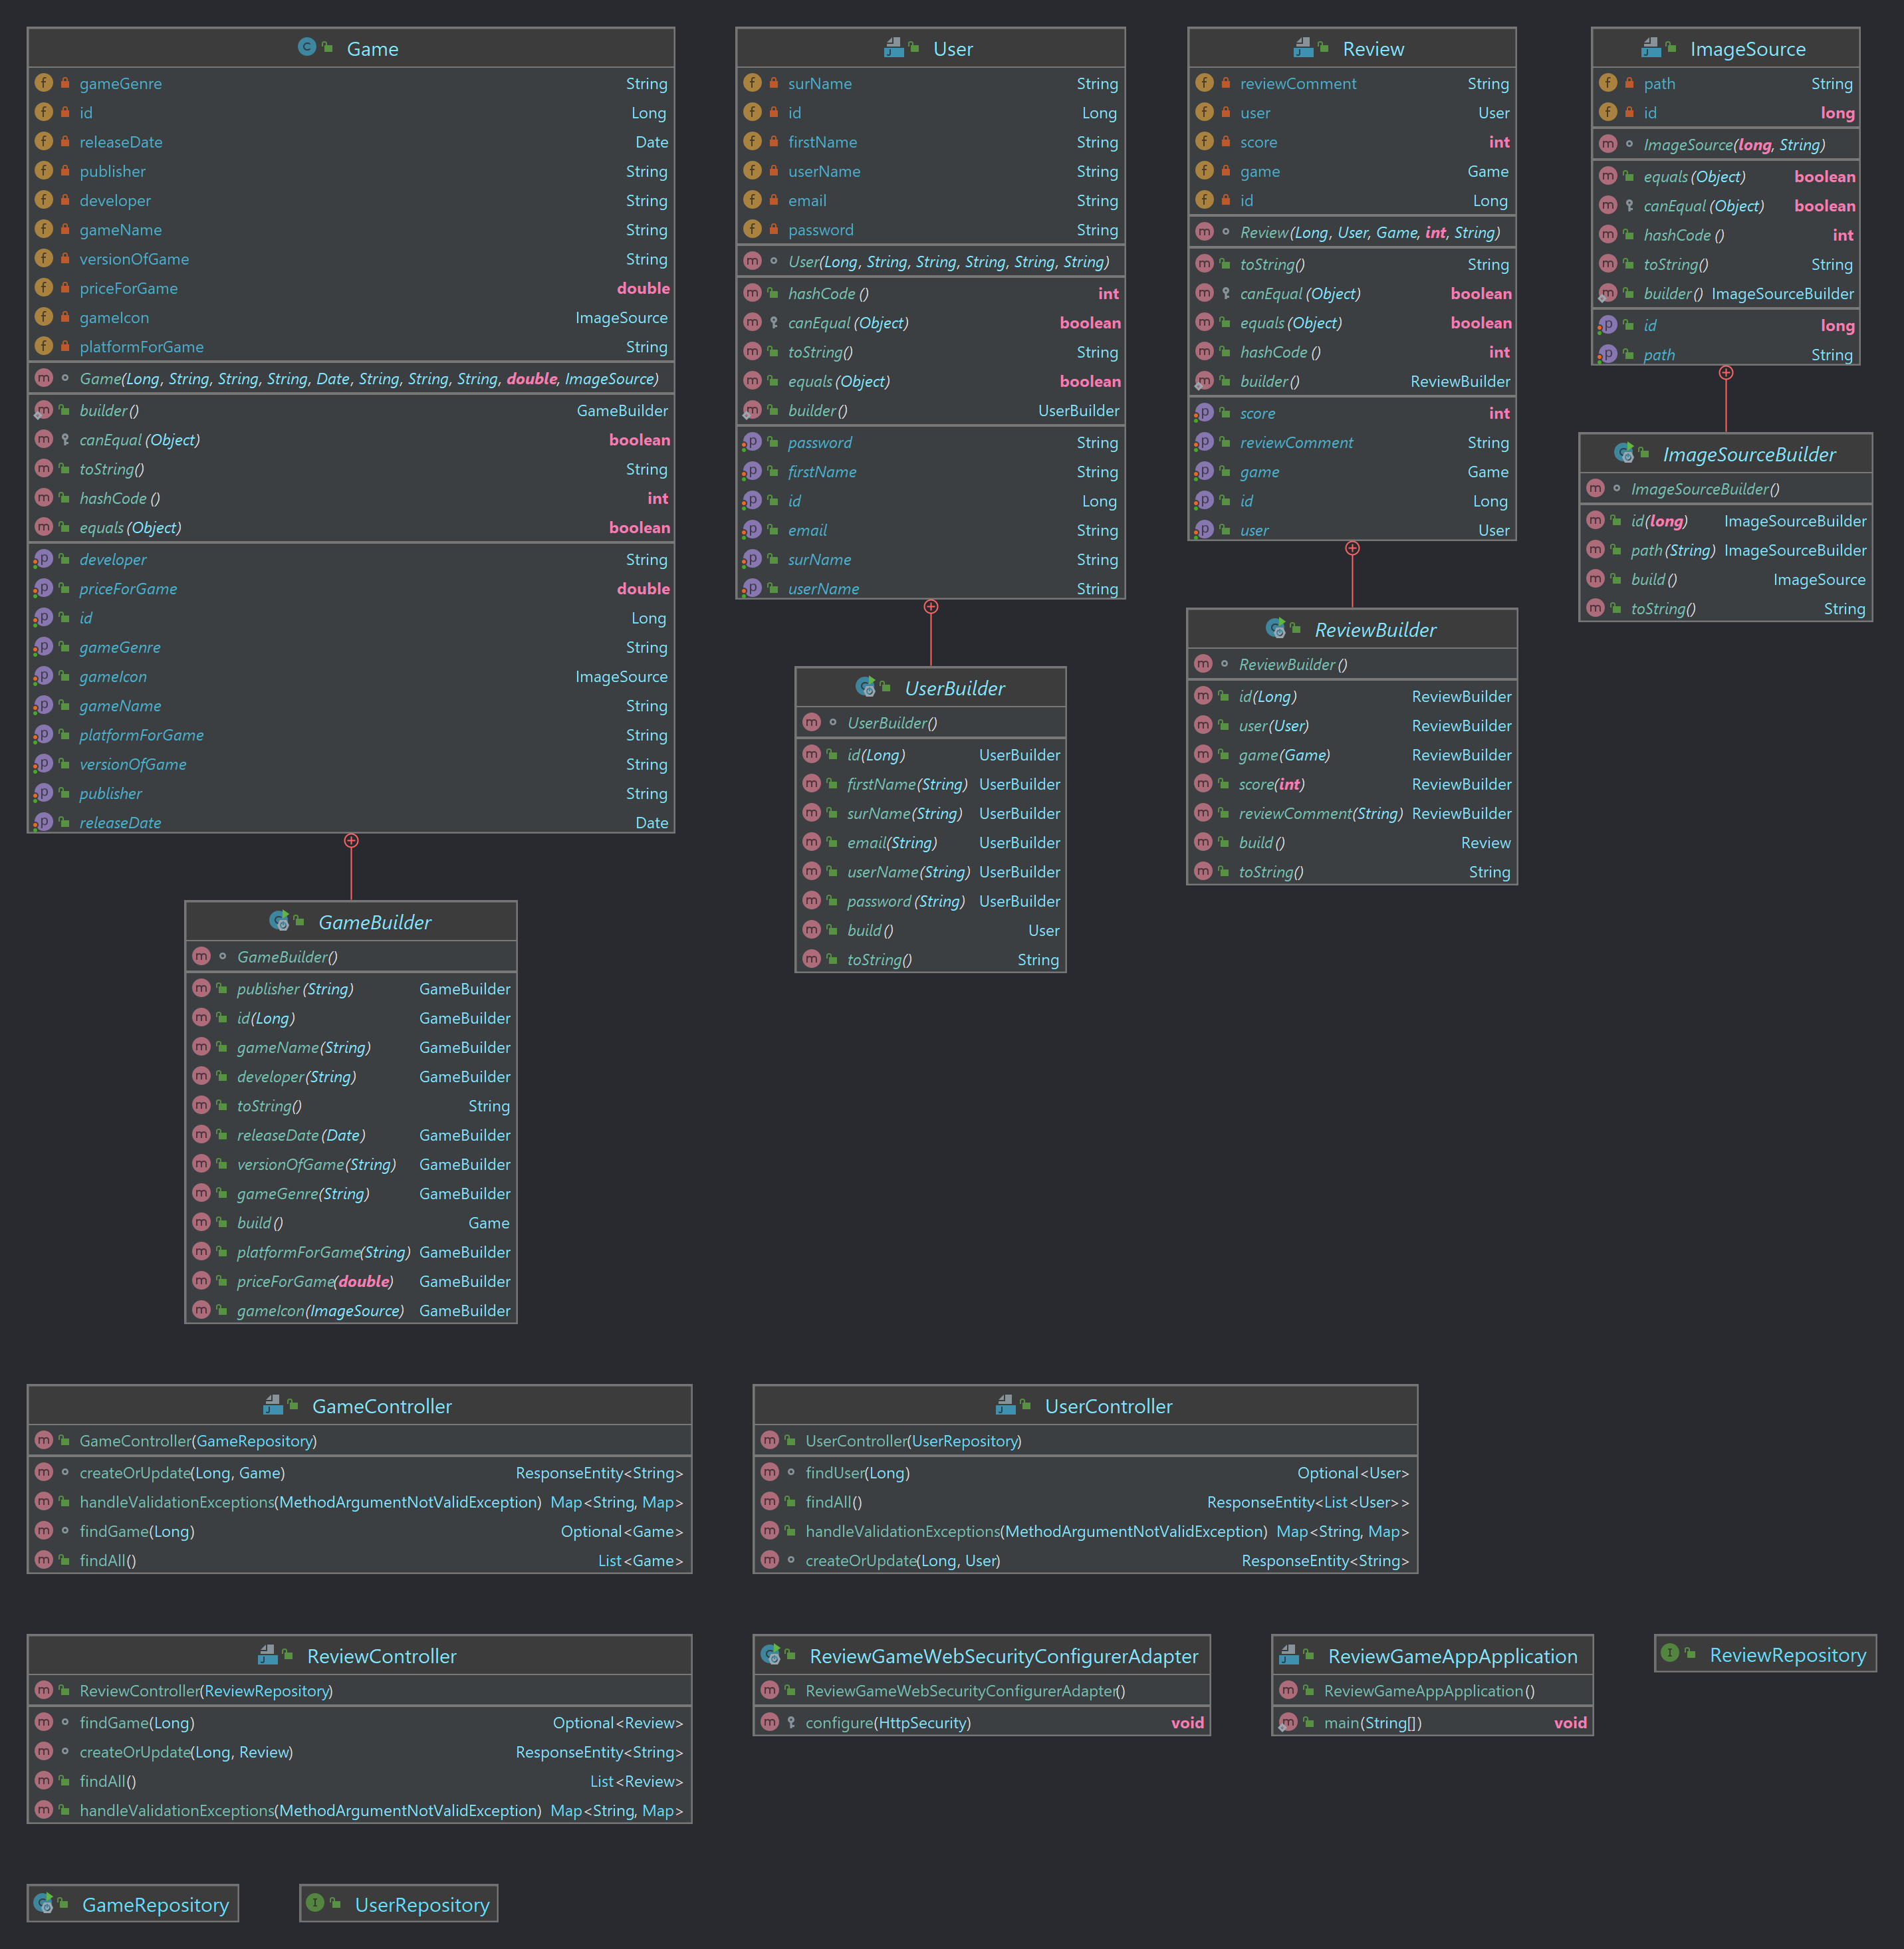 Game
gameGenre String
id Long
releaseDate Date
publisher String
developer String
gameName String
versionOfGame String
priceForGame double
gameIcon ImageSource
platformForGame String
Game(Long, String, String, String, Date, String, String, String, double, ImageSource)
builder() GameBuilder
canEqual(Object) boolean
toString() String
hashCode() int
equals(Object) boolean
developer String
priceForGame double
id Long
gameGenre String
gameIcon ImageSource
gameName String
platformForGame String
versionOfGame String
publisher String
releaseDate Date
GameBuilder
GameBuilder()
publisher(String) GameBuilder
id(Long) GameBuilder
gameName(String) GameBuilder
developer(String) GameBuilder
toString() String
releaseDate(Date) GameBuilder
versionOfGame(String) GameBuilder
gameGenre(String) GameBuilder
build() Game
platformForGame(String) GameBuilder
priceForGame(double) GameBuilder
gameIcon(ImageSource) GameBuilder
User
surName String
id Long
firstName String
userName String
email String
password String
User(Long, String, String, String, String, String)
hashCode() int
canEqual(Object) boolean
toString() String
equals(Object) boolean
builder() UserBuilder
password String
firstName String
id Long
email String
surName String
userName String
UserBuilder
UserBuilder()
id(Long) UserBuilder
firstName(String) UserBuilder
surName(String) UserBuilder
email(String) UserBuilder
userName(String) UserBuilder
password(String) UserBuilder
build() User
toString() String
Review
reviewComment String
user User
score int
game Game
id Long
Review(Long, User, Game, int, String)
toString() String
canEqual(Object) boolean
equals(Object) boolean
hashCode() int
builder() ReviewBuilder
score int
reviewComment String
game Game
id Long
user User
ReviewBuilder
ReviewBuilder()
id(Long) ReviewBuilder
user(User) ReviewBuilder
game(Game) ReviewBuilder
score(int) ReviewBuilder
reviewComment(String) ReviewBuilder
build() Review
toString() String
ImageSource
path String
id long
ImageSource(long, String)
equals(Object) boolean
canEqual(Object) boolean
hashCode() int
toString() String
builder() ImageSourceBuilder
id long
path String
ImageSourceBuilder
ImageSourceBuilder()
id(long) ImageSourceBuilder
path(String) ImageSourceBuilder
build() ImageSource
toString() String
GameController
GameController(GameRepository)
createOrUpdate(Long, Game) ResponseEntity<String>
handleValidationExceptions(MethodArgumentNotValidException) Map<String, Map>
findGame(Long) Optional<Game>
findAll() List<Game>
UserController
UserController(UserRepository)
findUser(Long) Optional<User>
findAll() ResponseEntity<List<User>>
handleValidationExceptions(MethodArgumentNotValidException) Map<String, Map>
createOrUpdate(Long, User) ResponseEntity<String>
ReviewController
ReviewController(ReviewRepository)
findGame(Long) Optional<Review>
createOrUpdate(Long, Review) ResponseEntity<String>
findAll() List<Review>
handleValidationExceptions(MethodArgumentNotValidException) Map<String, Map>
ReviewGameWebSecurityConfigurerAdapter
ReviewGameWebSecurityConfigurerAdapter()
configure(HttpSecurity) void
ReviewGameAppApplication
ReviewGameAppApplication()
main(String[]) void
ReviewRepository
GameRepository
UserRepository